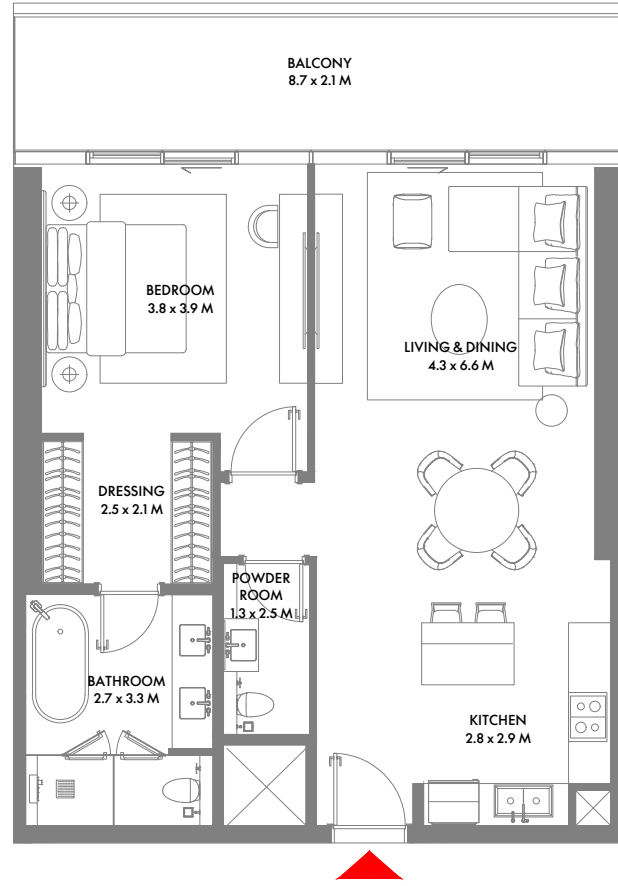 BALCONY
8.7 x 2.1 M
BEDROOM
3.8 x 3.9 M
LIVING & DINING
4.3 x 6.6 M
DRESSING
2.5 x 2.1 M
POWDER
ROOM
1.3 x 2.5 M
BATHROOM
2.7 x 3.3 M
KITCHEN
2.8 x 2.9 M